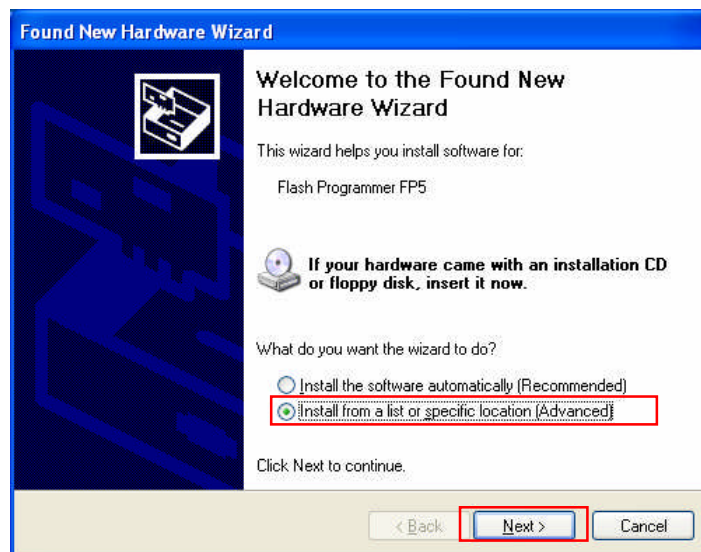 Found New Hardware Wizard
Welcome to the Found New
Hardware Wizard
This wizard helps you install software for:
Flash Programmer FP5
If your hardware came with an installation CD
or floppy disk, insert it now.
What do you want the wizard to do?
Install the software automatically (Recommended)
Install from a list or specific location (Advanced)
Click Next to continue.
< Back Next > Cancel